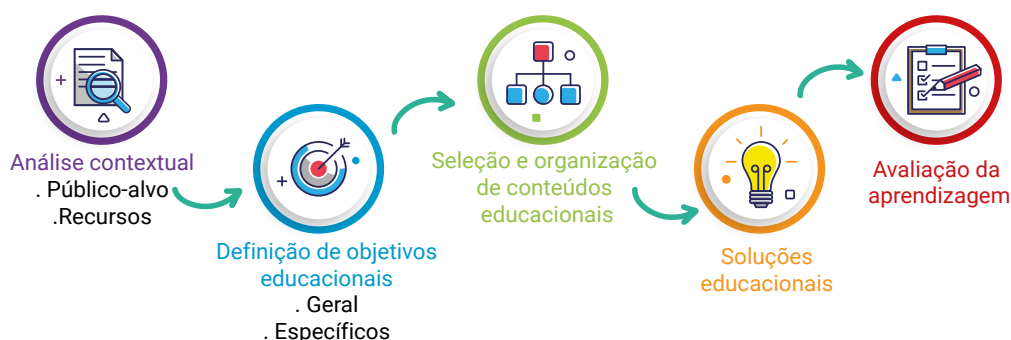 Análise contextual
. Público-alvo
.Recursos
Definição de objetivos
educacionais
. Geral
. Específicos
Seleção e organização
de conteúdos
educacionais
Soluções
educacionais
Avaliação da
aprendizagem